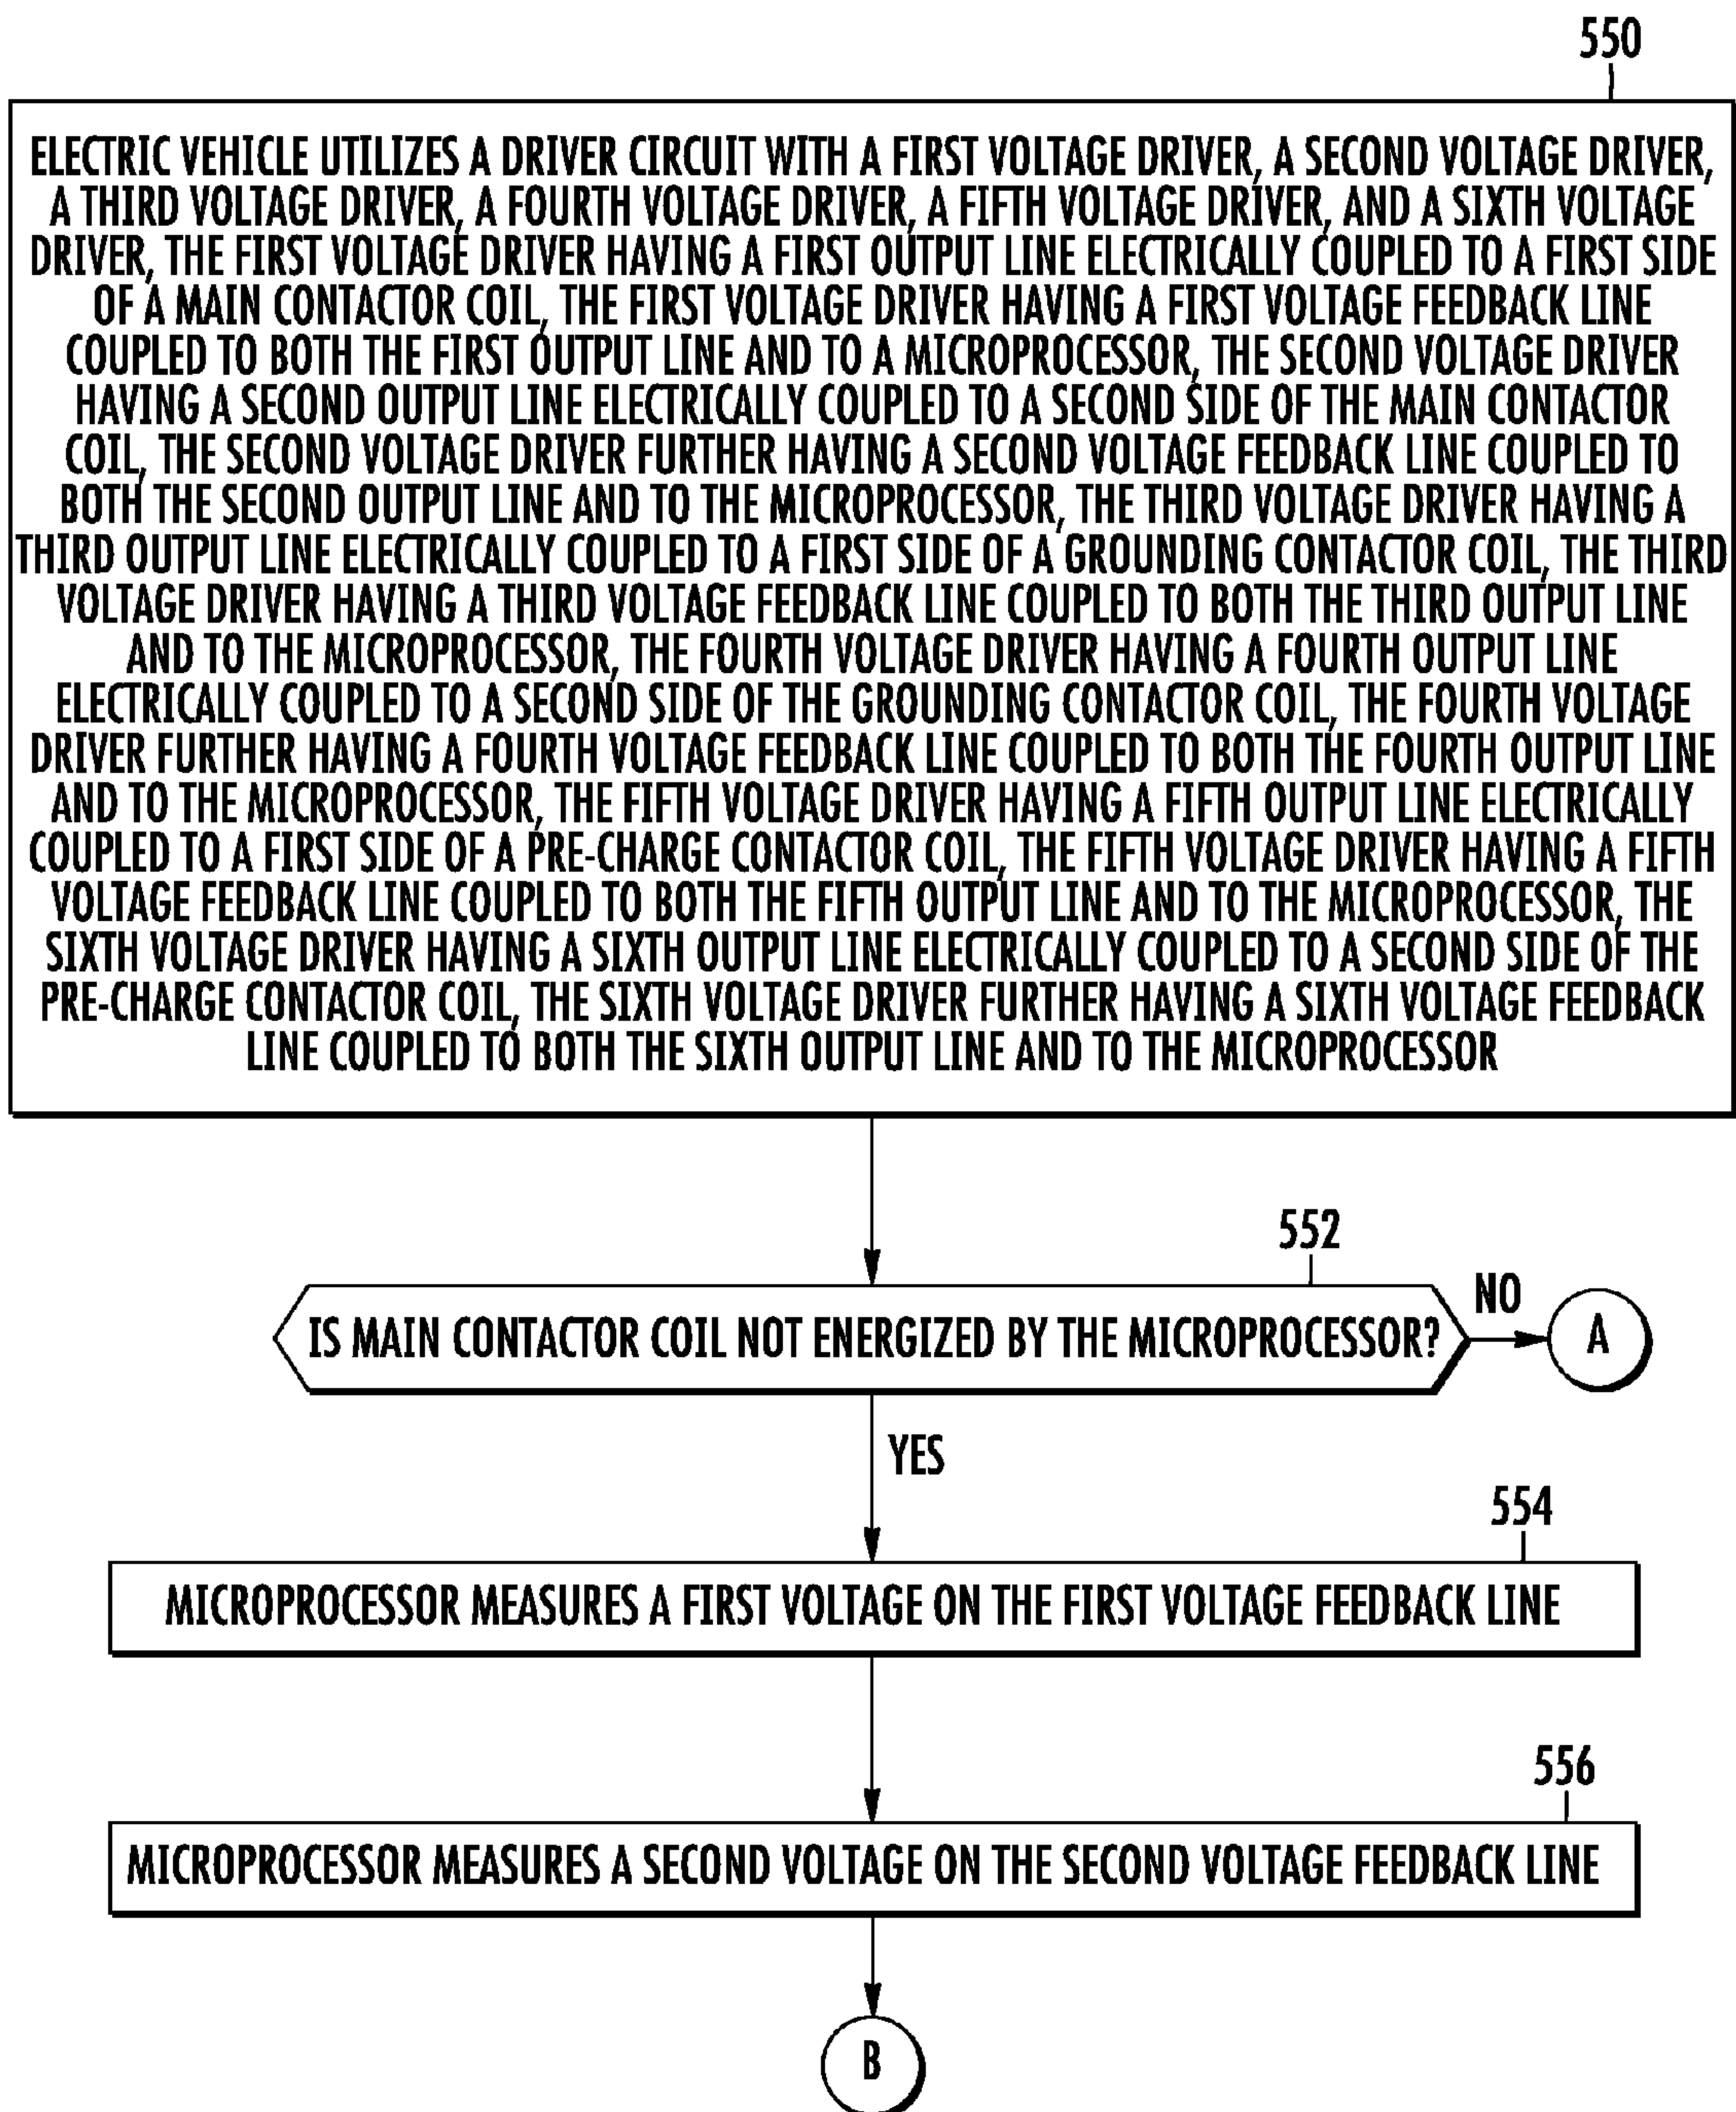 550
ELECTRIC VEHICLE UTILIZES A DRIVER CIRCUIT WITH A FIRST VOLTAGE DRIVER, A SECOND VOLTAGE DRIVER,
A THIRD VOLTAGE DRIVER, A FOURTH VOLTAGE DRIVER, A FIFTH VOLTAGE DRIVER, AND A SIXTH VOLTAGE
DRIVER, THE FIRST VOLTAGE DRIVER HAVING A FIRST OUTPUT LINE ELECTRICALLY COUPLED TO A FIRST SIDE
OF A MAIN CONTACTOR COIL, THE FIRST VOLTAGE DRIVER HAVING A FIRST VOLTAGE FEEDBACK LINE
COUPLED TO BOTH THE FIRST OUTPUT LINE AND TO A MICROPROCESSOR, THE SECOND VOLTAGE DRIVER
HAVING A SECOND OUTPUT LINE ELECTRICALLY COUPLED TO A SECOND SIDE OF THE MAIN CONTACTOR
COIL, THE SECOND VOLTAGE DRIVER FURTHER HAVING A SECOND VOLTAGE FEEDBACK LINE COUPLED TO
BOTH THE SECOND OUTPUT LINE AND TO THE MICROPROCESSOR, THE THIRD VOLTAGE DRIVER HAVING A
THIRD OUTPUT LINE ELECTRICALLY COUPLED TO A FIRST SIDE OF A GROUNDING CONTACTOR COIL, THE THIRD
VOLTAGE DRIVER HAVING A THIRD VOLTAGE FEEDBACK LINE COUPLED TO BOTH THE THIRD OUTPUT LINE
AND TO THE MICROPROCESSOR, THE FOURTH VOLTAGE DRIVER HAVING A FOURTH OUTPUT LINE
ELECTRICALLY COUPLED TO A SECOND SIDE OF THE GROUNDING CONTACTOR COIL, THE FOURTH VOLTAGE
DRIVER FURTHER HAVING A FOURTH VOLTAGE FEEDBACK LINE COUPLED TO BOTH THE FOURTH OUTPUT LINE
AND TO THE MICROPROCESSOR, THE FIFTH VOLTAGE DRIVER HAVING A FIFTH OUTPUT LINE ELECTRICALLY
COUPLED TO A FIRST SIDE OF A PRE-CHARGE CONTACTOR COIL, THE FIFTH VOLTAGE DRIVER HAVING A FIFTH
VOLTAGE FEEDBACK LINE COUPLED TO BOTH THE FIFTH OUTPUT LINE AND TO THE MICROPROCESSOR, THE
SIXTH VOLTAGE DRIVER HAVING A SIXTH OUTPUT LINE ELECTRICALLY COUPLED TO A SECOND SIDE OF THE
PRE-CHARGE CONTACTOR COIL, THE SIXTH VOLTAGE DRIVER FURTHER HAVING A SIXTH VOLTAGE FEEDBACK
LINE COUPLED TO BOTH THE SIXTH OUTPUT LINE AND TO THE MICROPROCESSOR
552
IS MAIN CONTACTOR COIL NOT ENERGIZED BY THE MICROPROCESSOR?
NO
A
YES
554
MICROPROCESSOR MEASURES A FIRST VOLTAGE ON THE FIRST VOLTAGE FEEDBACK LINE
556
MICROPROCESSOR MEASURES A SECOND VOLTAGE ON THE SECOND VOLTAGE FEEDBACK LINE
B